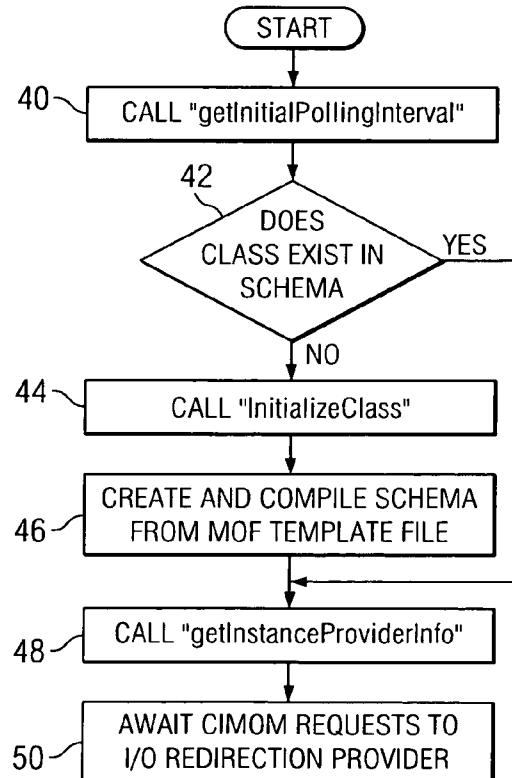 START
40
CALL "getInitialPollingInterval"
42
DOES
CLASS EXIST IN
SCHEMA
YES
NO
44
CALL "InitializeClass"
46
CREATE AND COMPILE SCHEMA
FROM MOF TEMPLATE FILE
48
CALL "getInstanceProviderInfo"
50
AWAIT CIMOM REQUESTS TO
I/O REDIRECTION PROVIDER